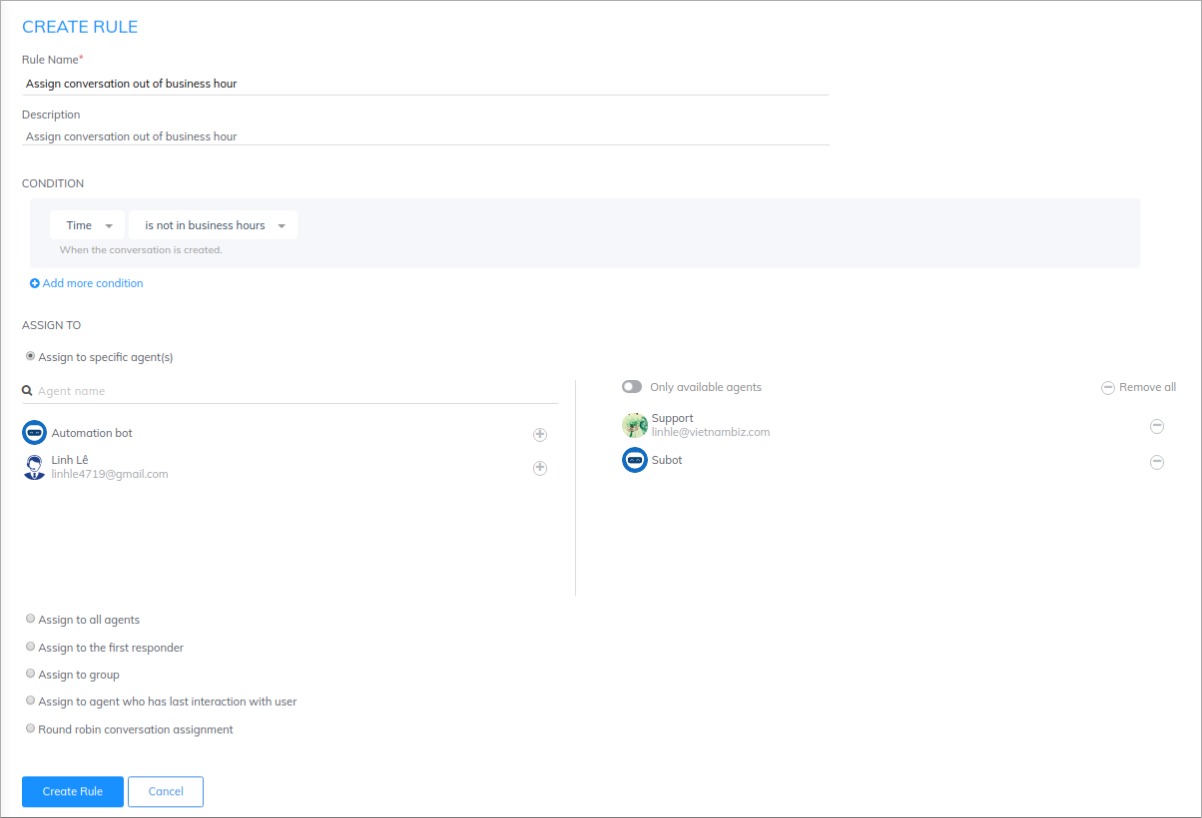 CREATE RULE
Rule Name*
Assign conversation out of business hour
Description
Assign conversation out of business hour
CONDITION
Time is not in business hours
When the conversation is created.
Add more condition
ASSIGN TO
Assign to specific agent(s)
Agent name
Automation bot
Linh Lê
linhle4719@gmail.com
Only available agents Remove all
Support
linhle@vietnambiz.com
Subot
Assign to all agents
Assign to the first responder
Assign to group
Assign to agent who has last interaction with user
Round robin conversation assignment
Create Rule Cancel